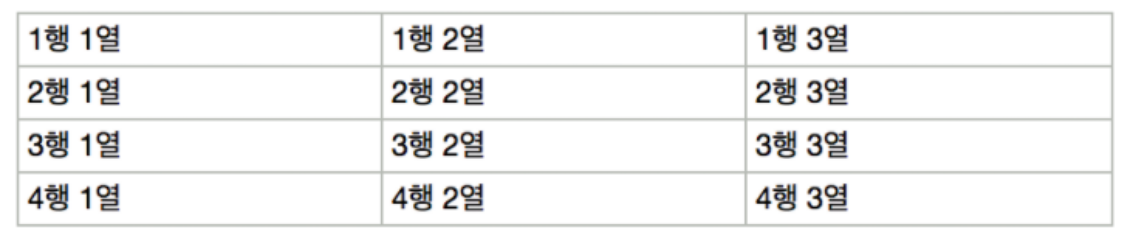 1행 1열 1행 2열 1행 3열
2행 1열 2행 2열 2행 3열
3행 1열 3행 2열 3행 3열
4행 1열 4행 2열 4행 3열